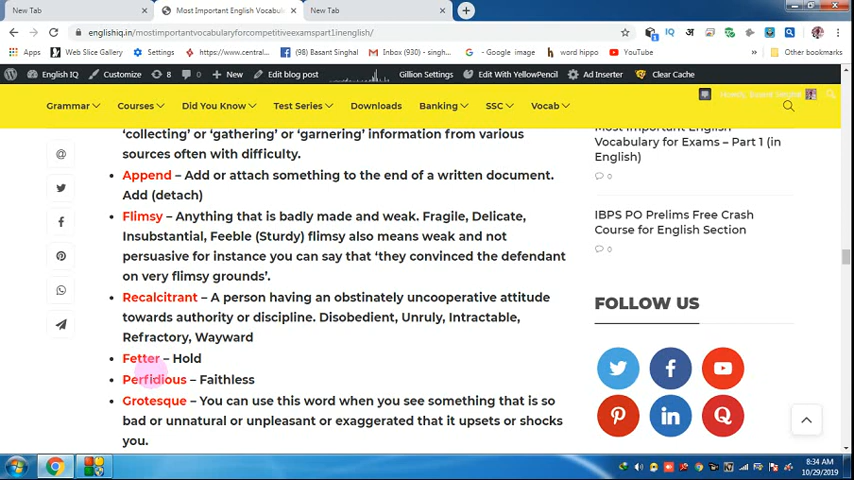 New Tab
Most Important English Vocabul
New Tab
englishiq.in/mostimportantvocabularyforcompetitiveexamspart1inenglish/
Apps
Web Slice Gallery
Settings
https://www.central...
(98) Basant Singhal
Inbox (930) - singh...
- Google image
word hippo
YouTube
Other bookmarks
English IQ
Customize
8
0
New
Edit blog post
Gillion Settings
Edit With YellowPencil
Ad Inserter
Clear Cache
Grammar
Courses
Did You Know
Test Series
Downloads
Banking
SSC
Vocab
'collecting' or 'gathering' or 'garnering' information from various
sources often with difficulty.
Append – Add or attach something to the end of a written document.
Add (detach)
Flimsy – Anything that is badly made and weak. Fragile, Delicate,
Insubstantial, Feeble (Sturdy) flimsy also means weak and not
persuasive for instance you can say that 'they convinced the defendant
on very flimsy grounds'.
Recalcitrant – A person having an obstinately uncooperative attitude
towards authority or discipline. Disobedient, Unruly, Intractable,
Refractory, Wayward
Fetter – Hold
Perfidious – Faithless
Grotesque – You can use this word when you see something that is so
bad or unnatural or unpleasant or exaggerated that it upsets or shocks
you.
Most Important English
Vocabulary for Exams – Part 1 (in
English)
0
IBPS PO Prelims Free Crash
Course for English Section
0
FOLLOW US
8:34 AM
10/29/2019